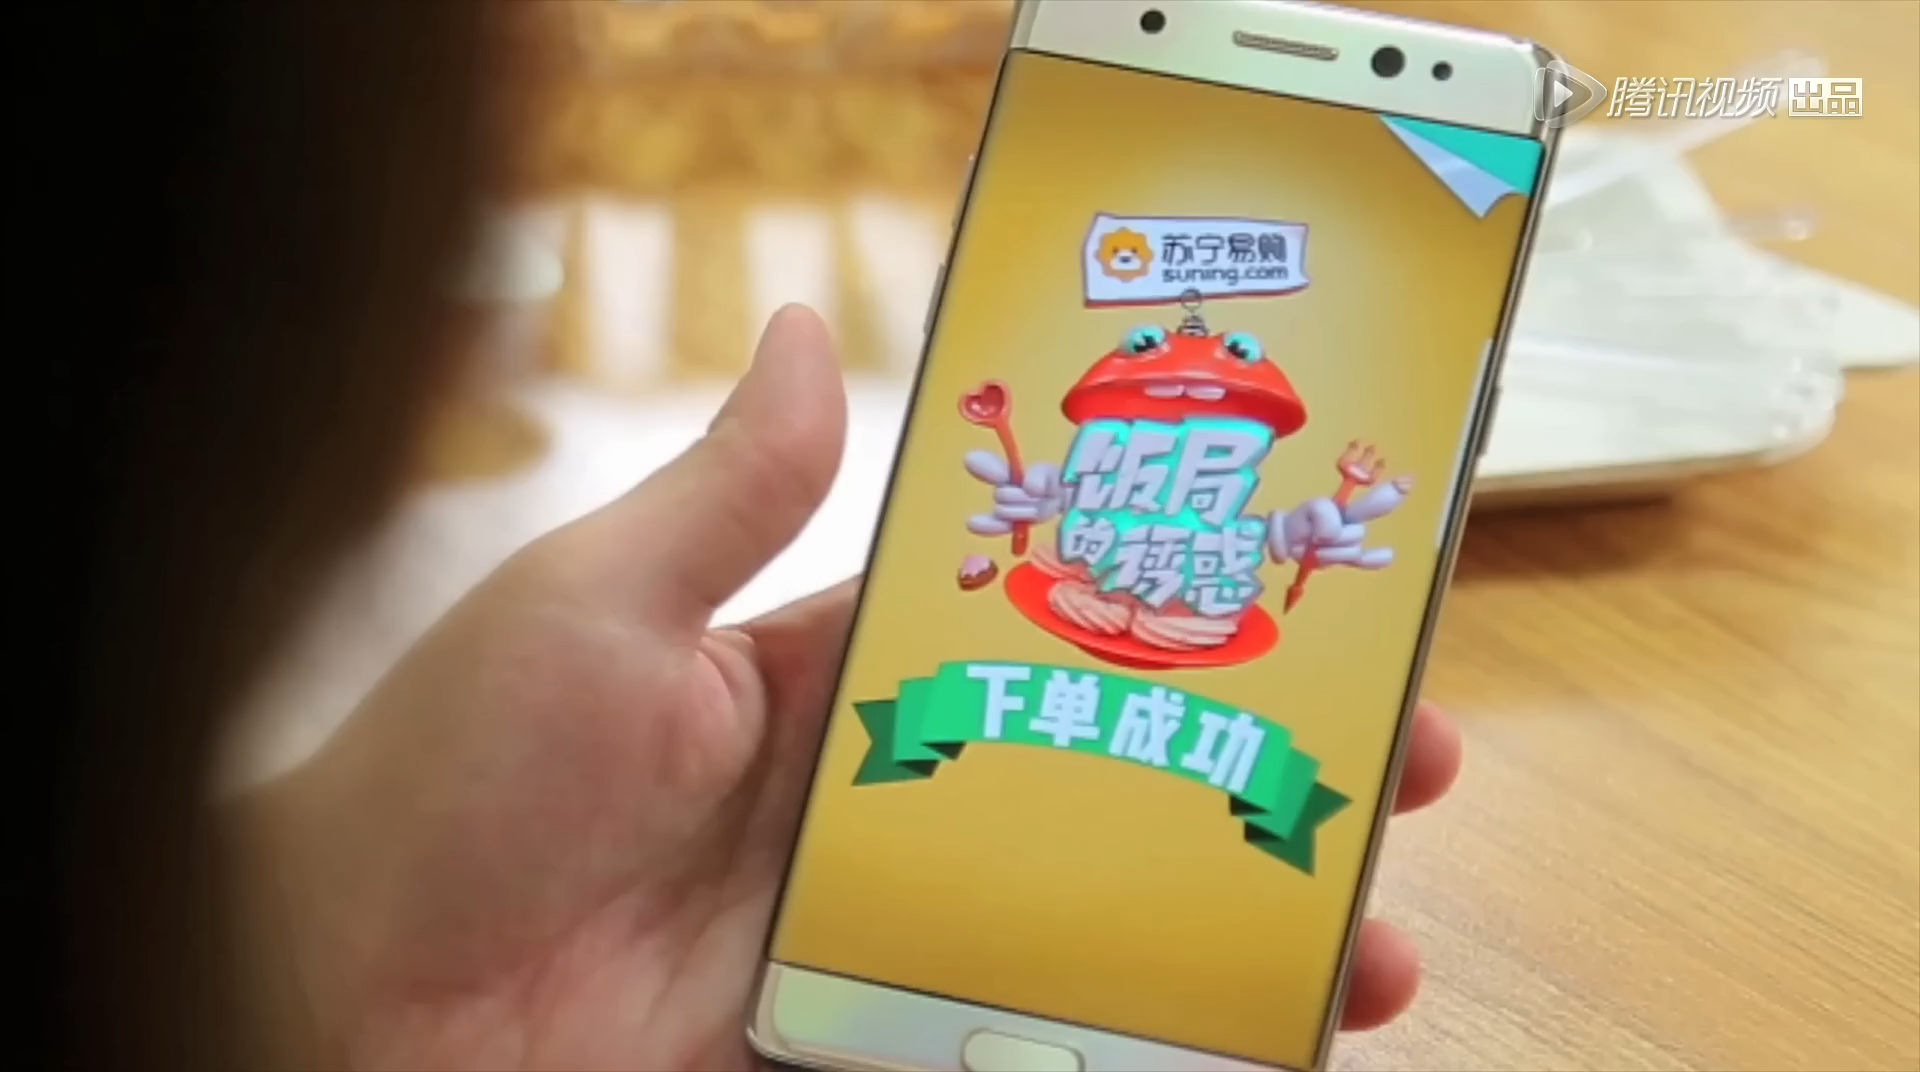 腾讯视频 出品
苏宁易购
suning.com
饭局
的诱惑
下单成功